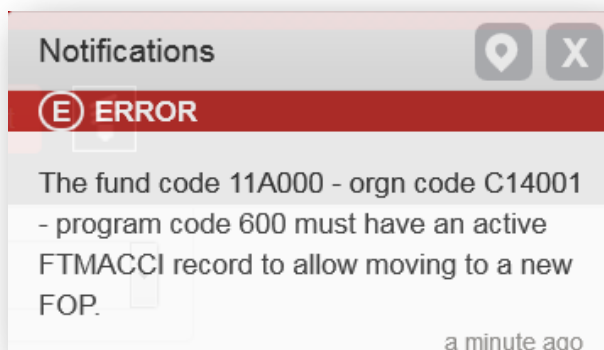 Notifications
X
E ERROR
The fund code 11A000 - orgn code C14001
- program code 600 must have an active
FTMACCI record to allow moving to a new
FOP.
a minute ago